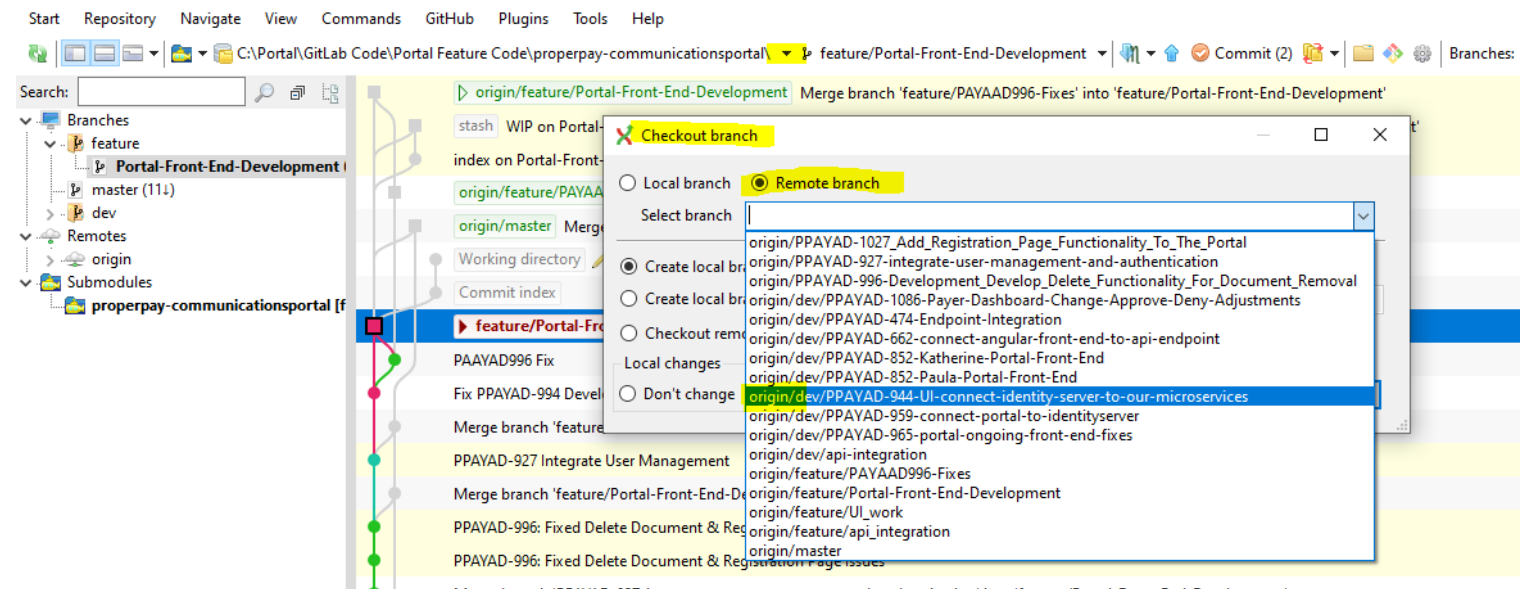 Start Repository Navigate View Commands GitHub Plugins Tools Help
C:\Portal\GitLab Code\Portal Feature Code\properpay-communicationsportal\ feature/Portal-Front-End-Development Commit (2) Branches:
Search:
Branches
feature
Portal-Front-End-Development (
master (11↓)
dev
Remotes
origin
Submodules
properpay-communicationsportal [f
origin/feature/Portal-Front-End-Development Merge branch 'feature/PAYAAD996-Fixes' into 'feature/Portal-Front-End-Development'
stash WIP on Portal-
index on Portal-Front-
origin/feature/PAYAA
origin/master Merge
Working directory
Commit index
feature/Portal-Fro
PAAYAD996 Fix
Fix PPAYAD-994 Devel
Merge branch 'feature
PPAYAD-927 Integrate User Management
Merge branch 'feature/Portal-Front-End-De
PPAYAD-996: Fixed Delete Document & Reg
PPAYAD-996: Fixed Delete Document & Registration Page Issues
Checkout branch
Local branch Remote branch
Select branch
Create local bra
Create local bra
Checkout remo
Local changes
Don't change
origin/PPAYAD-1027_Add_Registration_Page_Functionality_To_The_Portal
origin/PPAYAD-927-integrate-user-management-and-authentication
origin/PPAYAD-996-Development_Develop_Delete_Functionality_For_Document_Removal
origin/dev/PPAYAD-1086-Payer-Dashboard-Change-Approve-Deny-Adjustments
origin/dev/PPAYAD-474-Endpoint-Integration
origin/dev/PPAYAD-662-connect-angular-front-end-to-api-endpoint
origin/dev/PPAYAD-852-Katherine-Portal-Front-End
origin/dev/PPAYAD-852-Paula-Portal-Front-End
origin/dev/PPAYAD-944-UI-connect-identity-server-to-our-microservices
origin/dev/PPAYAD-959-connect-portal-to-identityserver
origin/dev/PPAYAD-965-portal-ongoing-front-end-fixes
origin/dev/api-integration
origin/feature/PAYAAD996-Fixes
origin/feature/Portal-Front-End-Development
origin/feature/UI_work
origin/feature/api_integration
origin/master